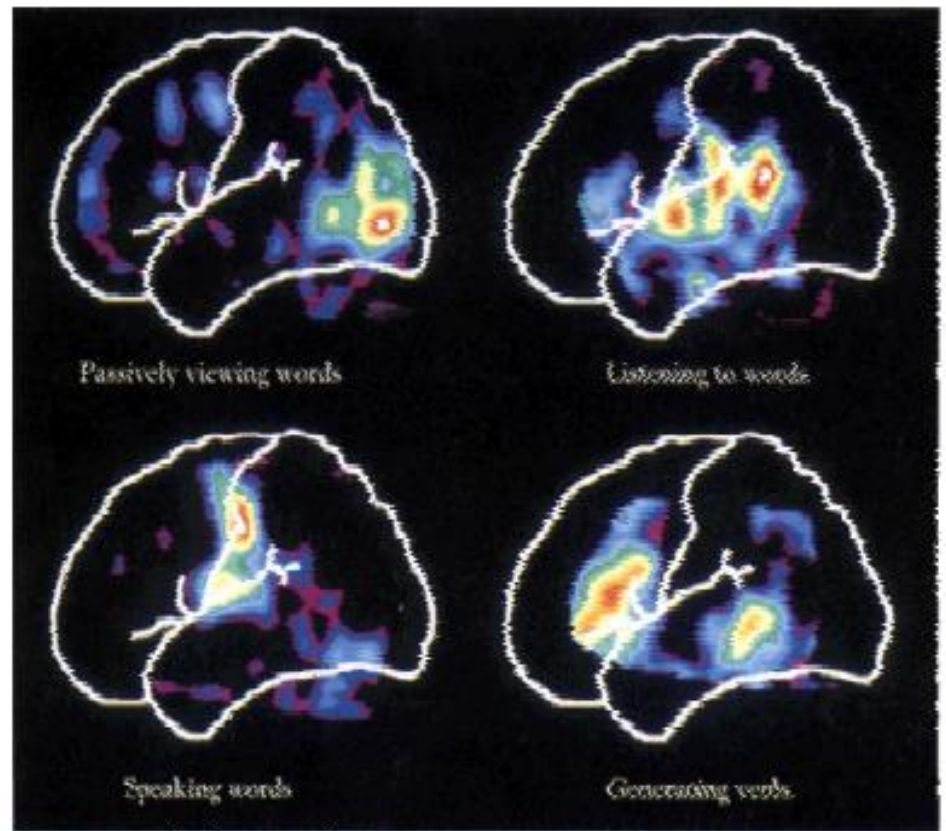 Passively viewing words
Listening to words
Speaking words
Generating verbs